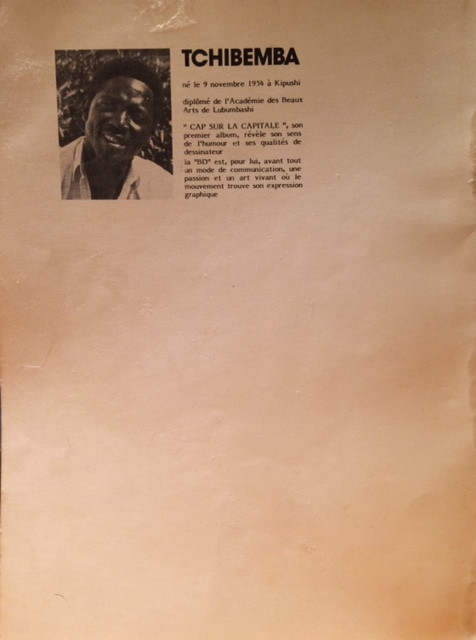 TCHIBEMBA
né le 9 novembre 1954 à Kipushi
diplômé de l'Académie des Beaux
Arts de Lubumbashi
" CAP SUR LA CAPITALE ", son
premier album, révèle son sens
de l'humour et ses qualités de
dessinateur
la "BD" est, pour lui, avant tout
un mode de communication, une
passion et un art vivant où le
mouvement trouve son expression
graphique